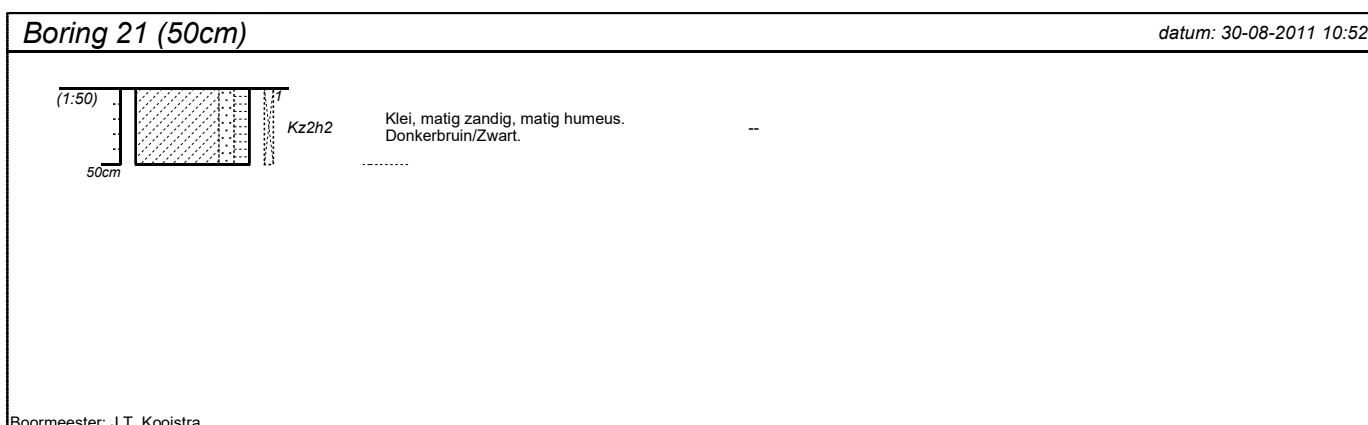 Boring 21 (50cm)
datum: 30-08-2011 10:52
(1:50)
1
Kz2h2
Klei, matig zandig, matig humeus.
Donkerbruin/Zwart.
--
50cm
Boormeester: J.T. Kooistra